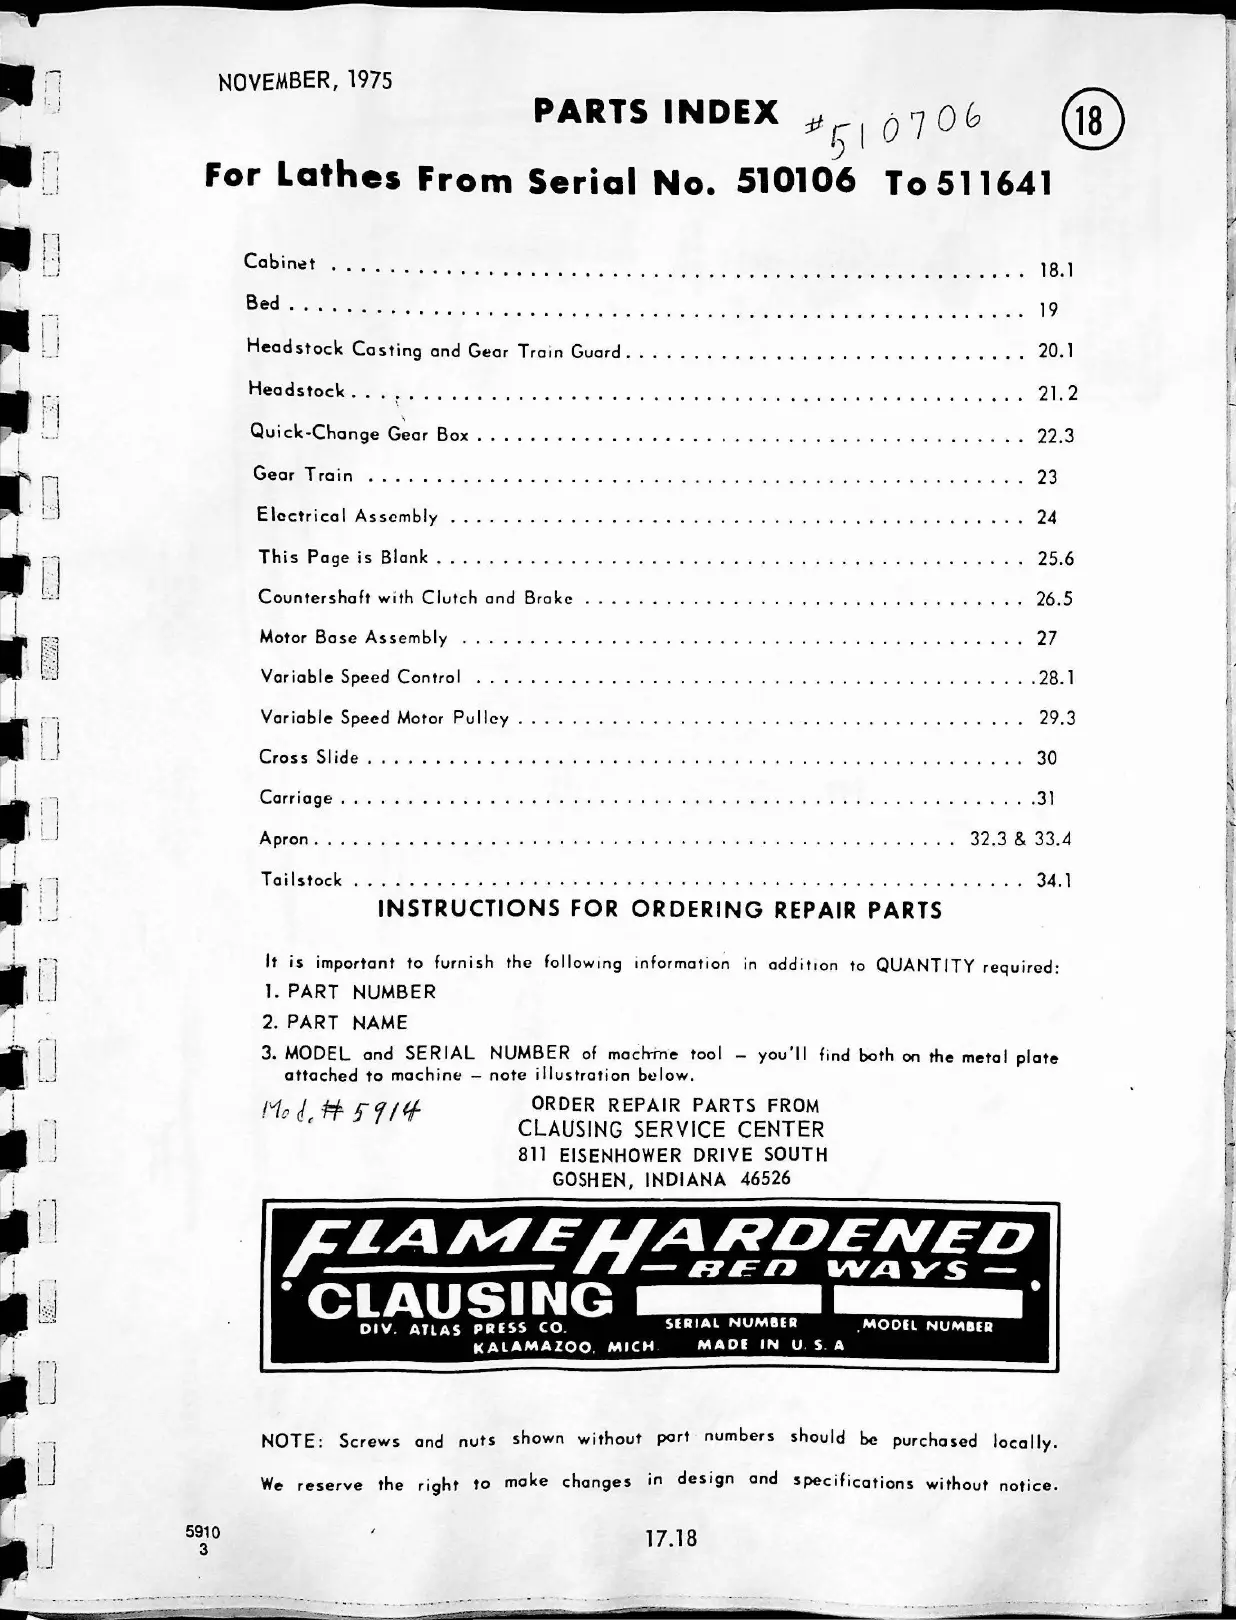 NOVEMBER, 1975
PARTS INDEX #510706 18
For Lathes From Serial No. 510106 To 511641
Cabinet . . . . . . . . . . . . . . . . . . . . 18.1
Bed . . . . . . . . . . . . . . . . . . . . 19
Headstock Casting and Gear Train Guard . . . . . . . . . . . . . . . . . . . . 20.1
Headstock . . . . . . . . . . . . . . . . . . . . 21.2
Quick-Change Gear Box . . . . . . . . . . . . . . . . . . . . 22.3
Gear Train . . . . . . . . . . . . . . . . . . . . 23
Electrical Assembly . . . . . . . . . . . . . . . . . . . . 24
This Page is Blank . . . . . . . . . . . . . . . . . . . . 25.6
Countershaft with Clutch and Brake . . . . . . . . . . . . . . . . . . . . 26.5
Motor Base Assembly . . . . . . . . . . . . . . . . . . . . 27
Variable Speed Control . . . . . . . . . . . . . . . . . . . . 28.1
Variable Speed Motor Pulley . . . . . . . . . . . . . . . . . . . . 29.3
Cross Slide . . . . . . . . . . . . . . . . . . . . 30
Carriage . . . . . . . . . . . . . . . . . . . . 31
Apron . . . . . . . . . . . . . . . . . . . . 32.3 & 33.4
Tailstock . . . . . . . . . . . . . . . . . . . . 34.1
INSTRUCTIONS FOR ORDERING REPAIR PARTS
It is important to furnish the following information in addition to QUANTITY required:
1. PART NUMBER
2. PART NAME
3. MODEL and SERIAL NUMBER of machine tool – you'll find both on the metal plate
attached to machine – note illustration below.
Mod. # 5914
ORDER REPAIR PARTS FROM
CLAUSING SERVICE CENTER
811 EISENHOWER DRIVE SOUTH
GOSHEN, INDIANA 46526
FLAMEHARDENED
BED WAYS
CLAUSING
DIV. ATLAS PRESS CO. SERIAL NUMBER MODEL NUMBER
KALAMAZOO, MICH. MADE IN U. S. A
NOTE: Screws and nuts shown without part numbers should be purchased locally.
We reserve the right to make changes in design and specifications without notice.
5910
3
17.18